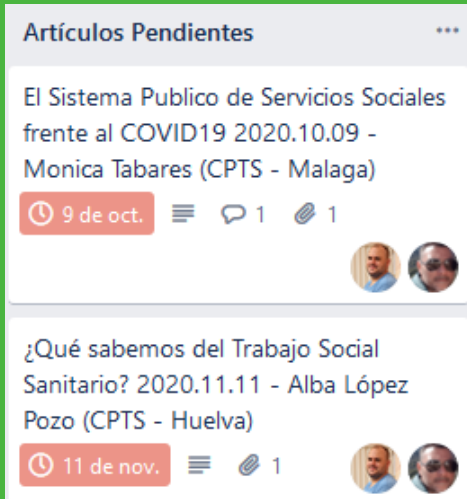 Artículos Pendientes
El Sistema Publico de Servicios Sociales
frente al COVID19 2020.10.09 -
Monica Tabares (CPTS - Malaga)
9 de oct. 1 1
¿Qué sabemos del Trabajo Social
Sanitario? 2020.11.11 - Alba López
Pozo (CPTS - Huelva)
11 de nov. 1